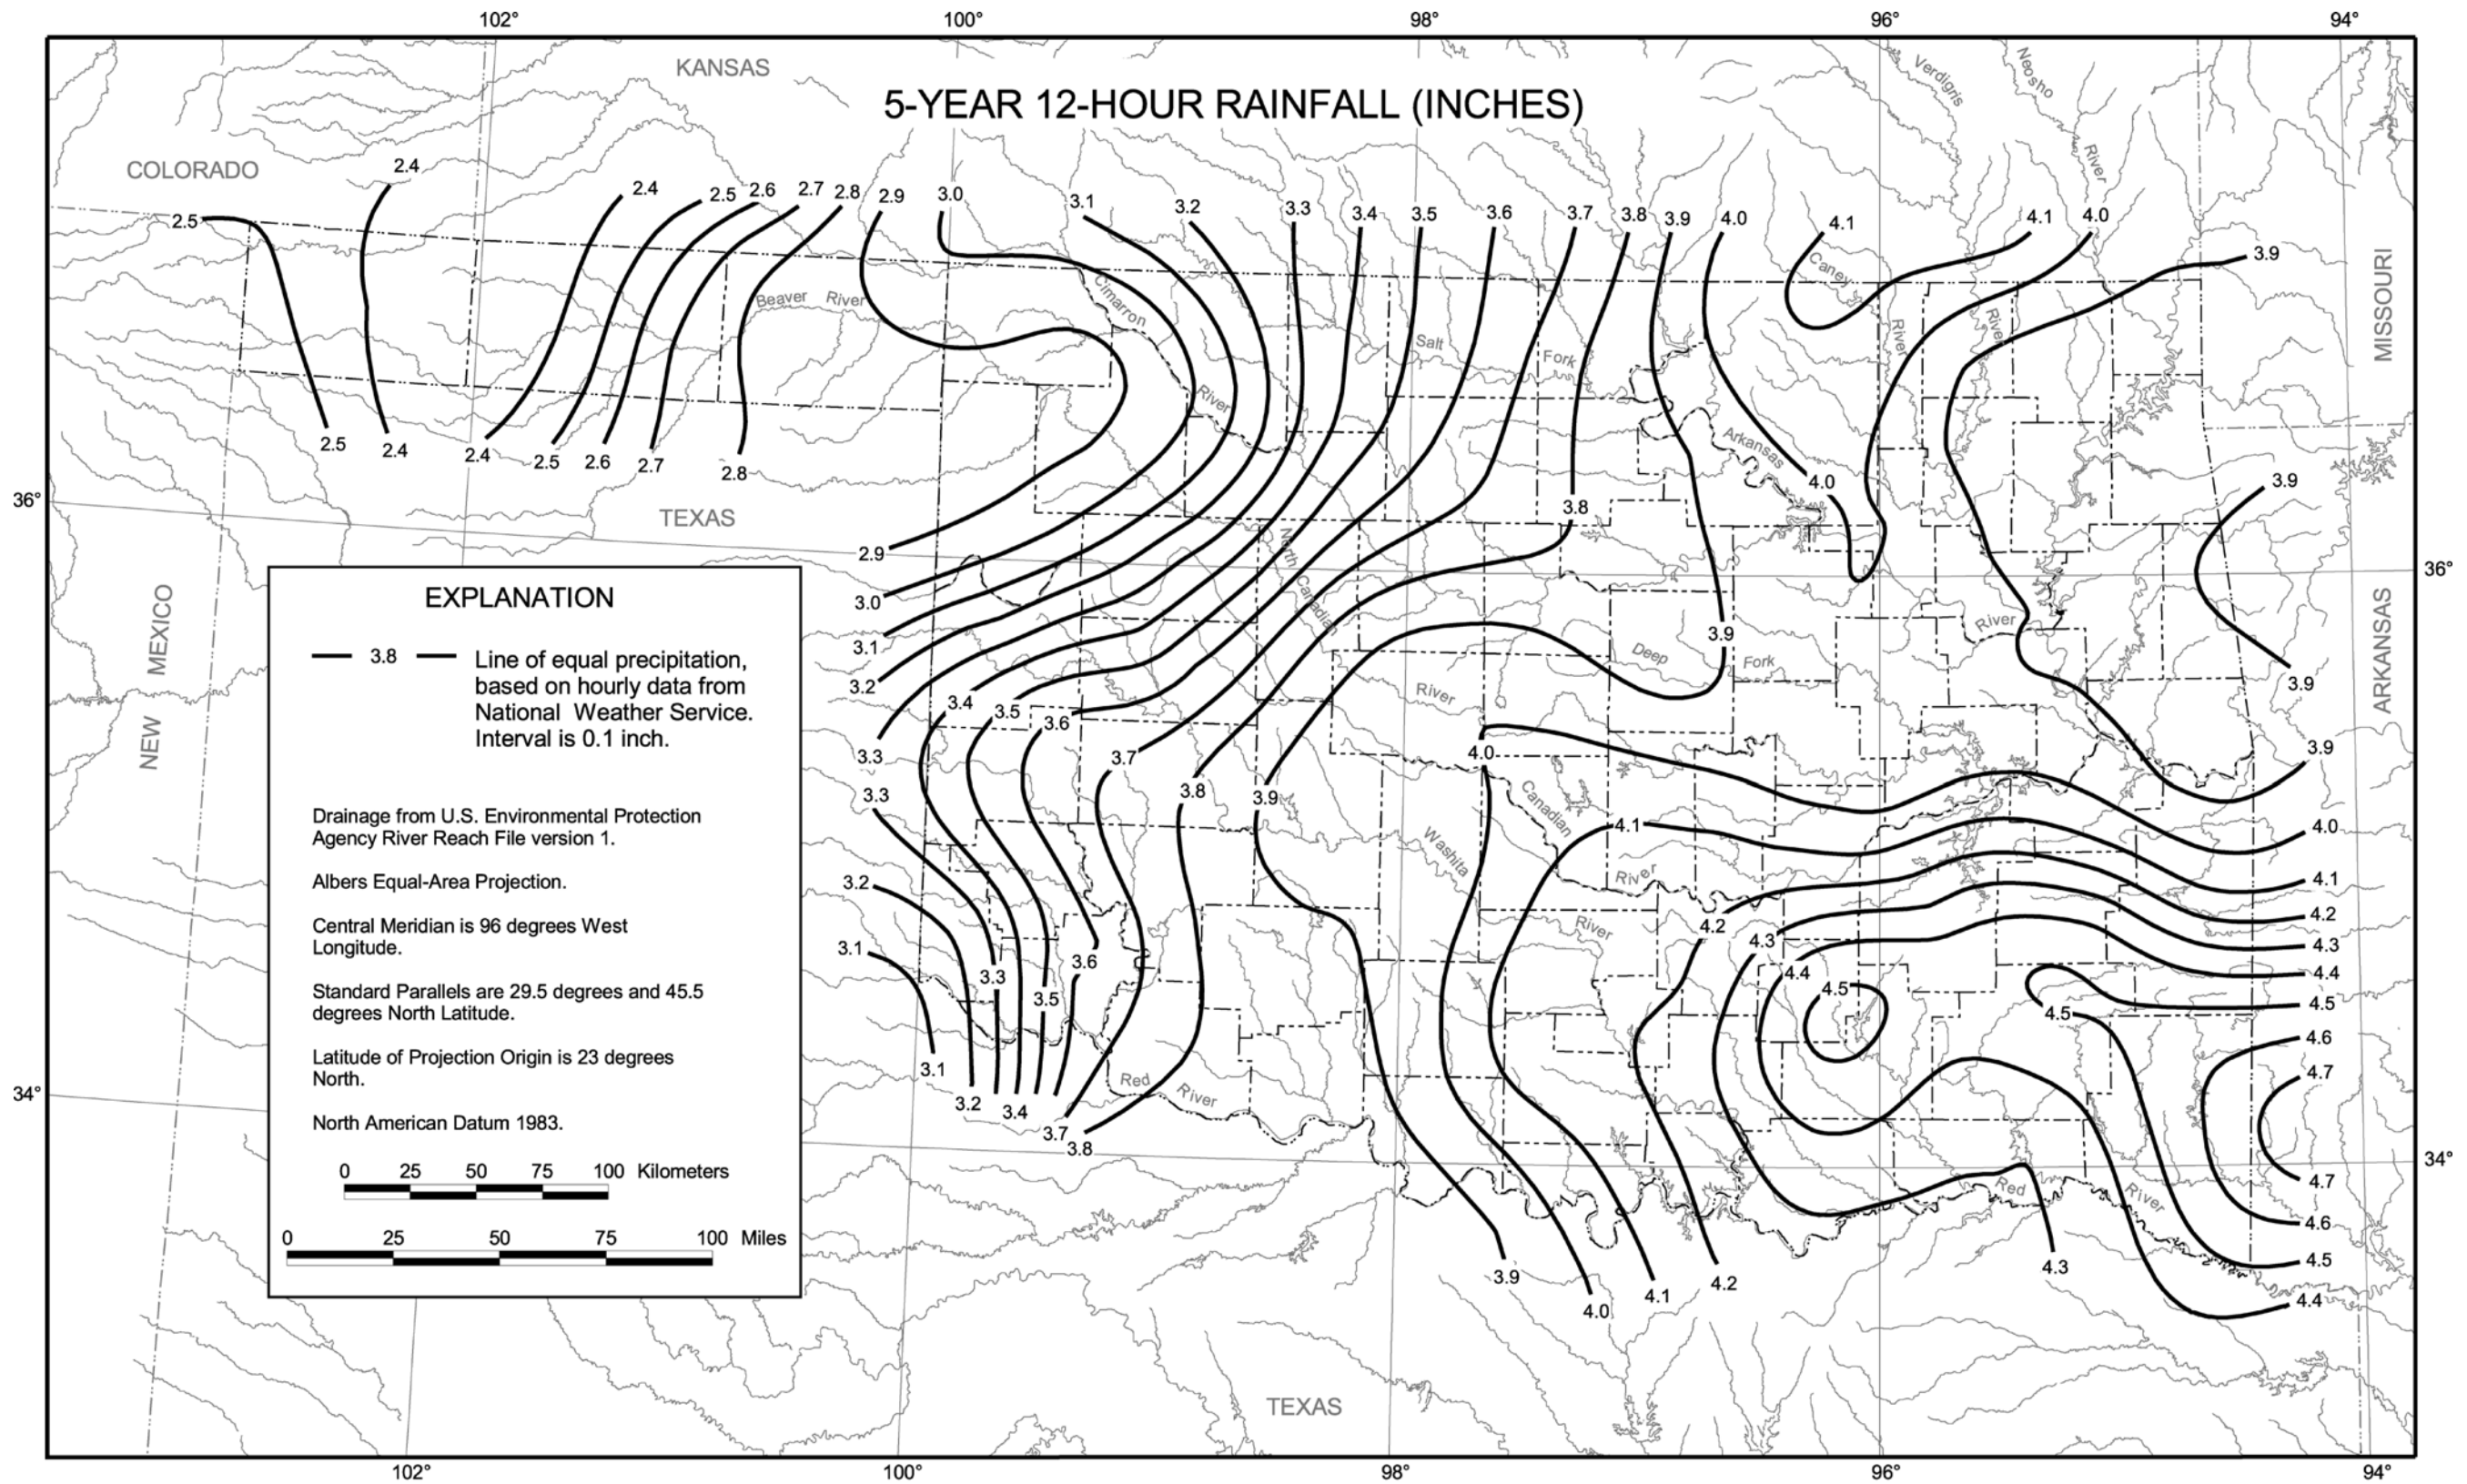 102° 100° 98° 96° 94°
KANSAS
Verdigris
Neosho
River
5-YEAR 12-HOUR RAINFALL (INCHES)
COLORADO
2.4
2.4 2.5 2.6 2.7 2.8 2.9 3.0 3.1 3.2 3.3 3.4 3.5 3.6 3.7 3.8 3.9 4.0 4.1 4.1 4.0
2.5
3.9
MISSOURI
Caney
River
River
Beaver River
Cimarron
River
Salt Fork
Arkansas
2.5 2.4 2.4 2.5 2.6 2.7 2.8
4.0
3.9
3.8
36°
TEXAS
2.9
36°
3.0
North Canadian
River
3.1
3.9
Deep Fork
River
3.2
3.9
ARKANSAS
NEW MEXICO
3.4 3.5 3.6
3.3
3.7
4.0
3.9
3.3
3.8
3.9
Canadian
River
4.1
4.0
Washita
River
3.2
4.1
4.2
4.2
3.1
4.3
4.3
3.3
3.6
4.4
4.4
3.5
4.5
4.5
4.5
4.6
3.1
4.7
3.2 3.4
Red River
34°
3.7
3.8
34°
4.7
Red River
4.6
4.5
3.9
4.0
4.1
4.2
4.3
4.4
EXPLANATION
3.8
Line of equal precipitation,
based on hourly data from
National Weather Service.
Interval is 0.1 inch.
Drainage from U.S. Environmental Protection
Agency River Reach File version 1.
Albers Equal-Area Projection.
Central Meridian is 96 degrees West
Longitude.
Standard Parallels are 29.5 degrees and 45.5
degrees North Latitude.
Latitude of Projection Origin is 23 degrees
North.
North American Datum 1983.
0 25 50 75 100 Kilometers
0 25 50 75 100 Miles
TEXAS
102° 100° 98° 96° 94°